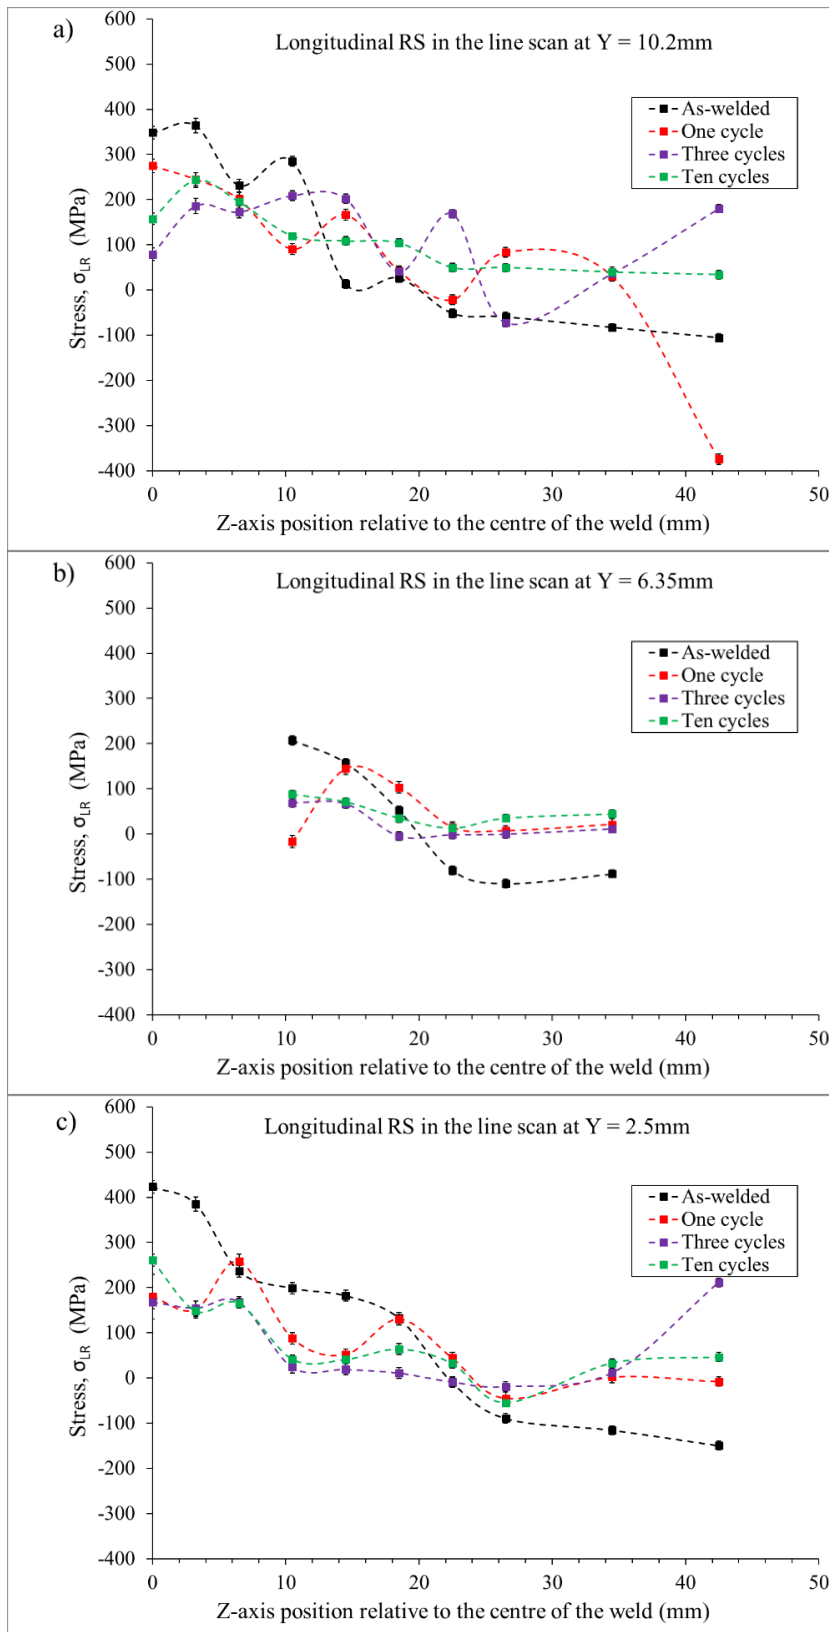 a)
Longitudinal RS in the line scan at Y = 10.2mm
600
500
400
300
200
100
0
-100
-200
-300
-400
Stress, σLR (MPa)
As-welded
One cycle
Three cycles
Ten cycles
0 10 20 30 40 50
Z-axis position relative to the centre of the weld (mm)
b)
Longitudinal RS in the line scan at Y = 6.35mm
600
500
400
300
200
100
0
-100
-200
-300
-400
Stress, σLR (MPa)
As-welded
One cycle
Three cycles
Ten cycles
0 10 20 30 40 50
Z-axis position relative to the centre of the weld (mm)
c)
Longitudinal RS in the line scan at Y = 2.5mm
600
500
400
300
200
100
0
-100
-200
-300
-400
Stress, σLR (MPa)
As-welded
One cycle
Three cycles
Ten cycles
0 10 20 30 40 50
Z-axis position relative to the centre of the weld (mm)